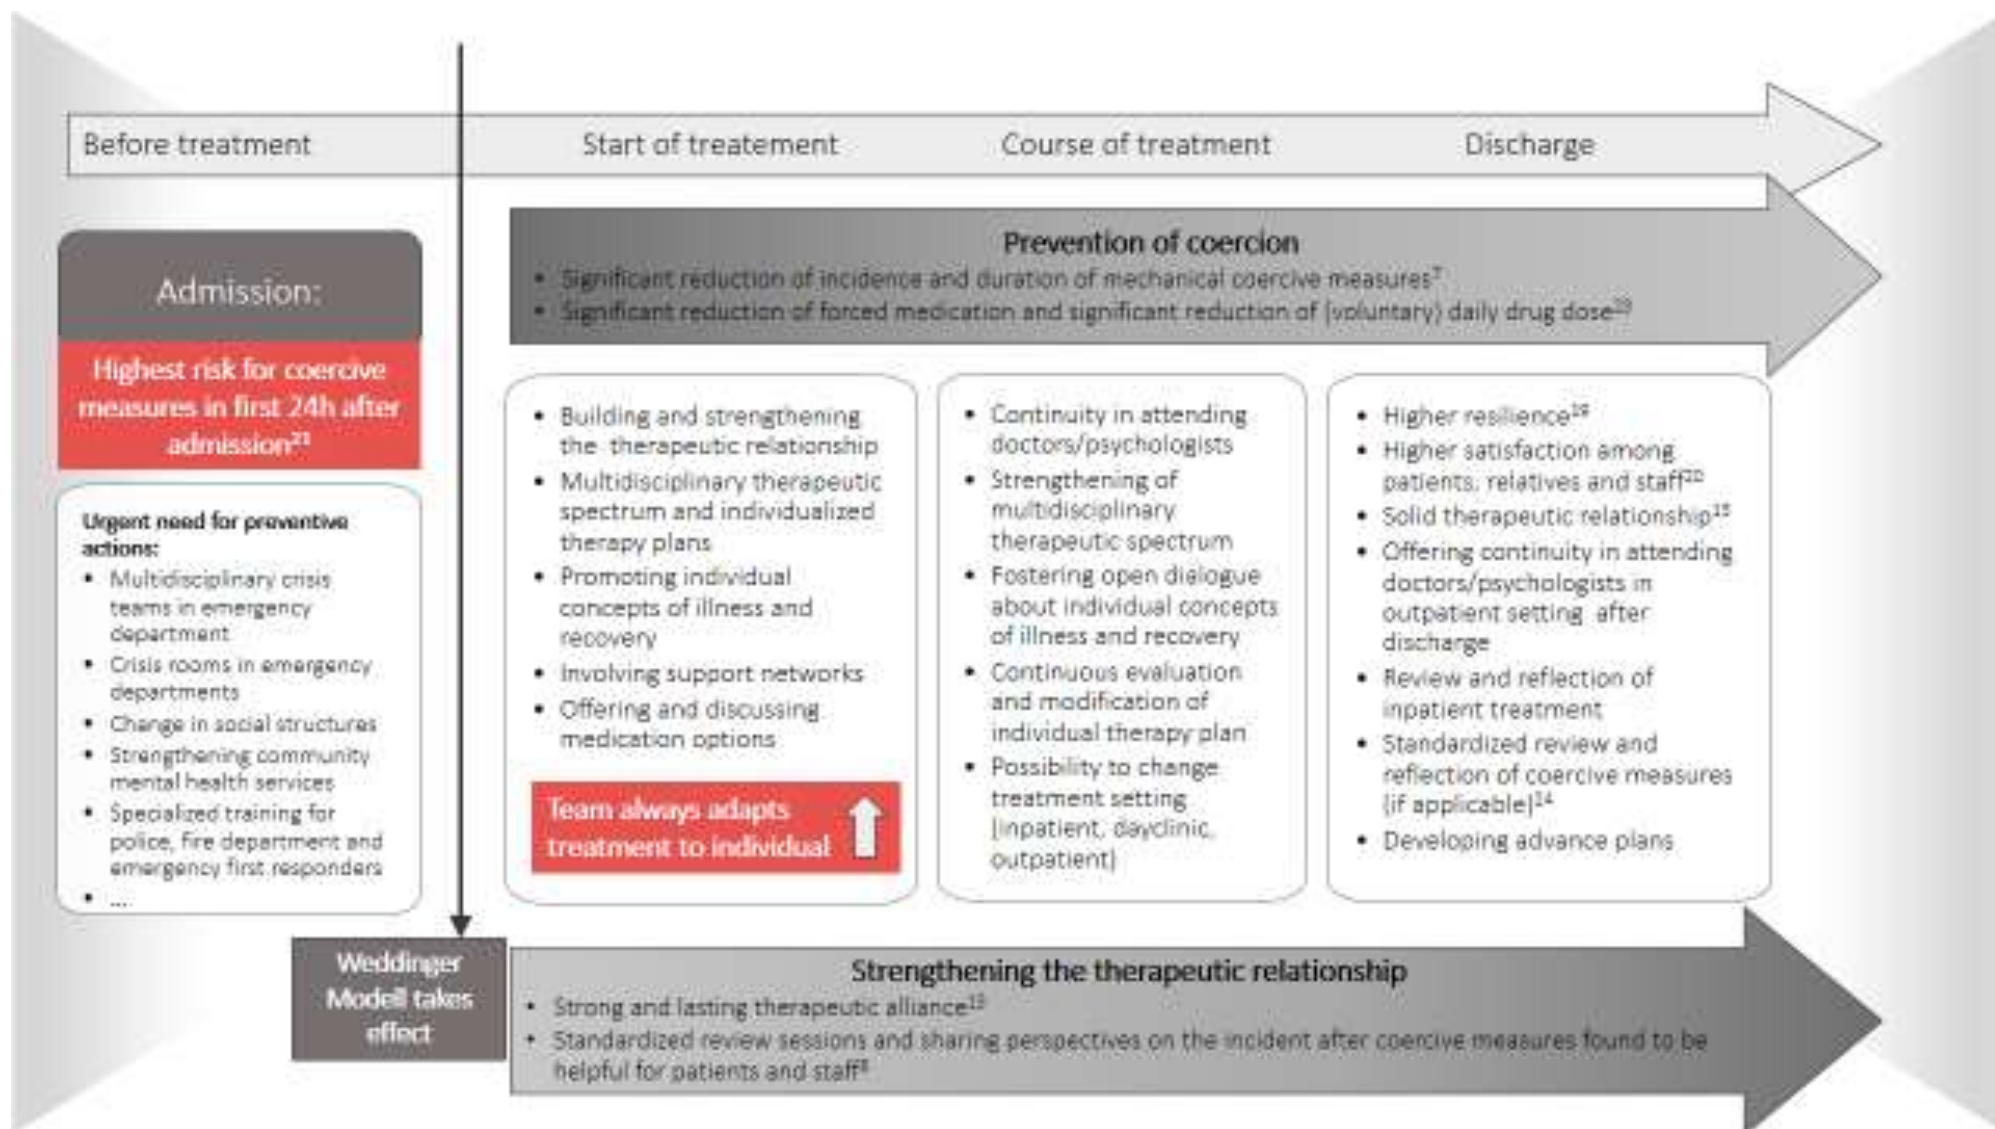 Before treatment
Start of treatement
Course of treatment
Discharge
Prevention of coercion
• Significant reduction of incidence and duration of mechanical coercive measures⁷
• Significant reduction of forced medication and significant reduction of (voluntary) daily drug dose
Admission:
Highest risk for coercive
measures in first 24h after
admission²¹
Urgent need for preventive
actions:
• Multidisciplinary crisis
teams in emergency
department
• Crisis rooms in emergency
departments
• Change in social structures
• Strengthening community
mental health services
• Specialized training for
police, fire department and
emergency first responders
• ...
• Building and strengthening
the therapeutic relationship
• Multidisciplinary therapeutic
spectrum and individualized
therapy plans
• Promoting individual
concepts of illness and
recovery
• Involving support networks
• Offering and discussing
medication options
Team always adapts
treatment to individual
• Continuity in attending
doctors/psychologists
• Strengthening of
multidisciplinary
therapeutic spectrum
• Fostering open dialogue
about individual concepts
of illness and recovery
• Continuous evaluation
and modification of
individual therapy plan
• Possibility to change
treatment setting
(inpatient, dayclinic,
outpatient)
• Higher resilience
• Higher satisfaction among
patients, relatives and staff²⁰
• Solid therapeutic relationship
• Offering continuity in attending
doctors/psychologists in
outpatient setting after
discharge
• Review and reflection of
inpatient treatment
• Standardized review and
reflection of coercive measures
(if applicable)¹⁴
• Developing advance plans
Weddinger
Modell takes
effect
Strengthening the therapeutic relationship
• Strong and lasting therapeutic alliance
• Standardized review sessions and sharing perspectives on the incident after coercive measures found to be
helpful for patients and staff⁸